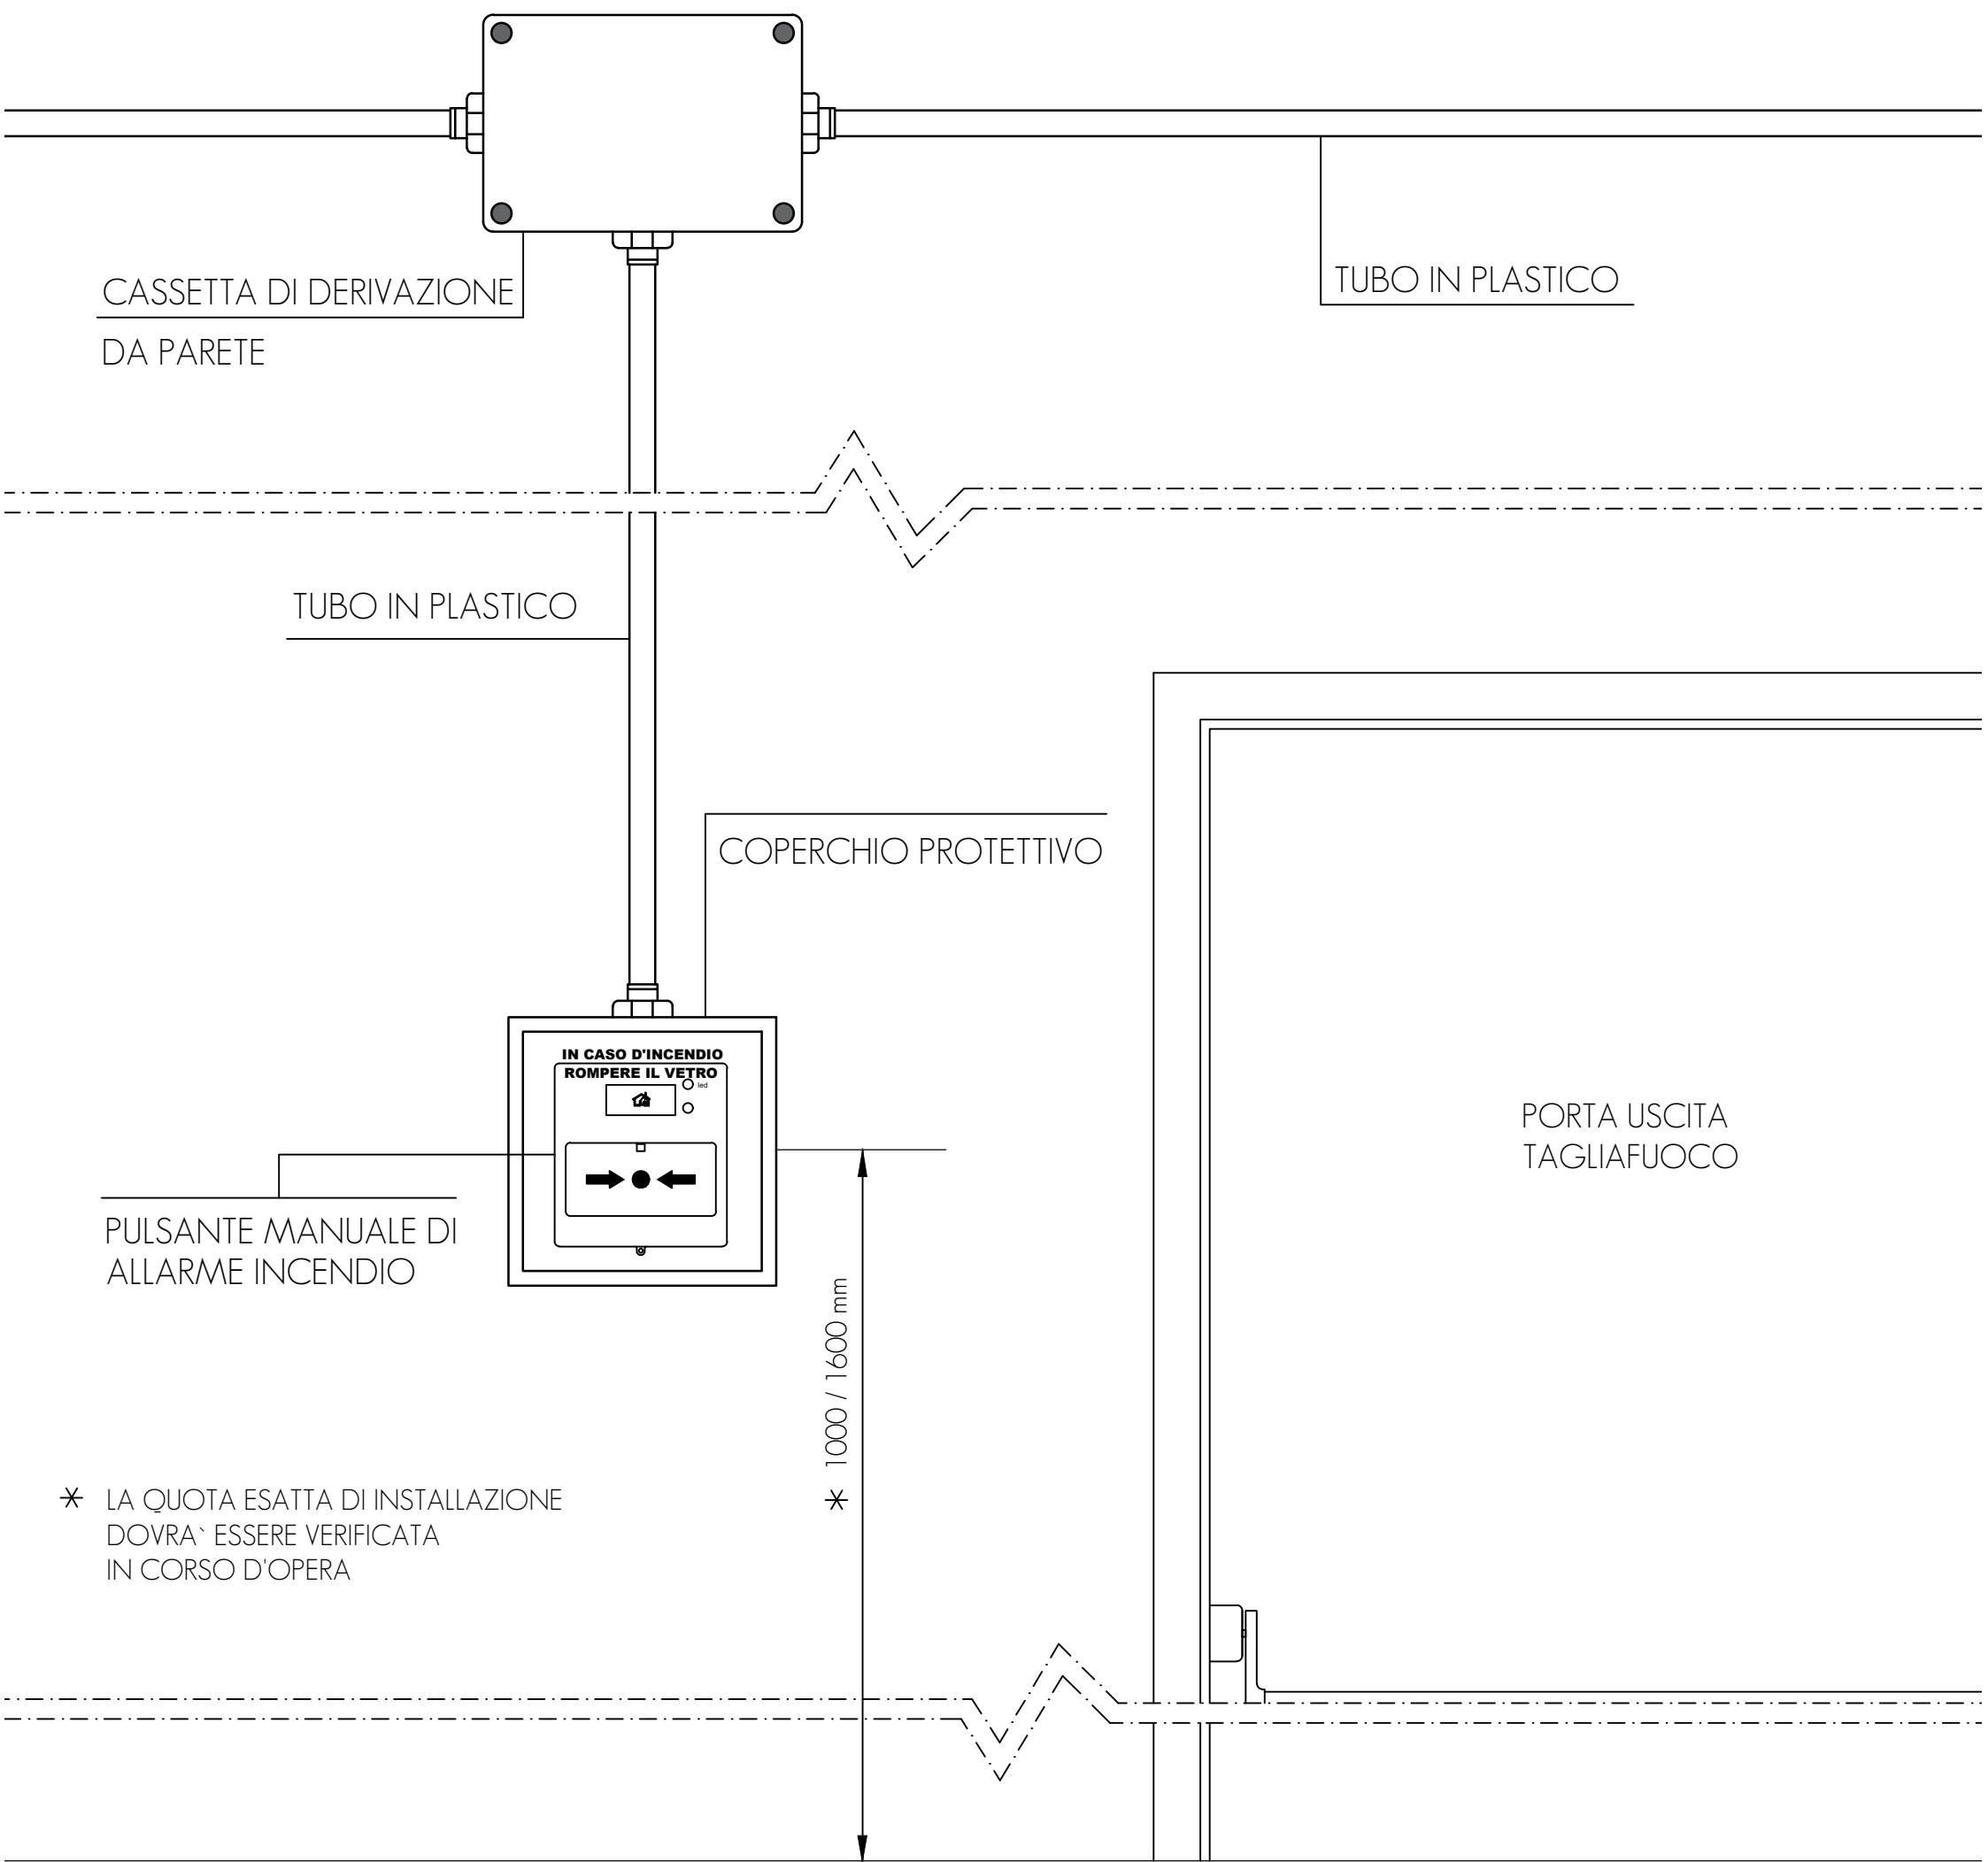 CASSETTA DI DERIVAZIONE
DA PARETE
TUBO IN PLASTICO
TUBO IN PLASTICO
COPERCHIO PROTETTIVO
IN CASO D'INCENDIO
ROMPERE IL VETRO
led
PORTA USCITA
TAGLIAFUOCO
PULSANTE MANUALE DI
ALLARME INCENDIO
* 1000 / 1600 mm
* LA QUOTA ESATTA DI INSTALLAZIONE
DOVRA` ESSERE VERIFICATA
IN CORSO D'OPERA